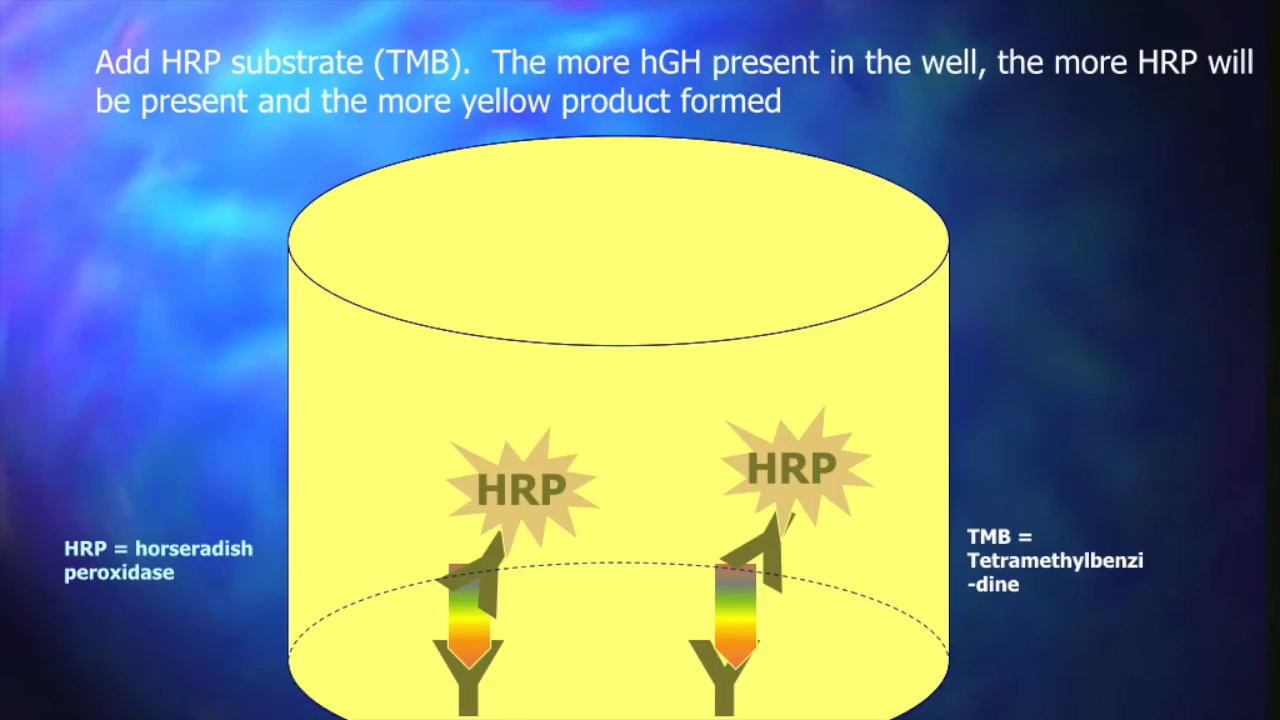 Add HRP substrate (TMB).  The more hGH present in the well, the more HRP will
be present and the more yellow product formed
HRP
HRP
HRP = horseradish
peroxidase
TMB =
Tetramethylbenzi
-dine